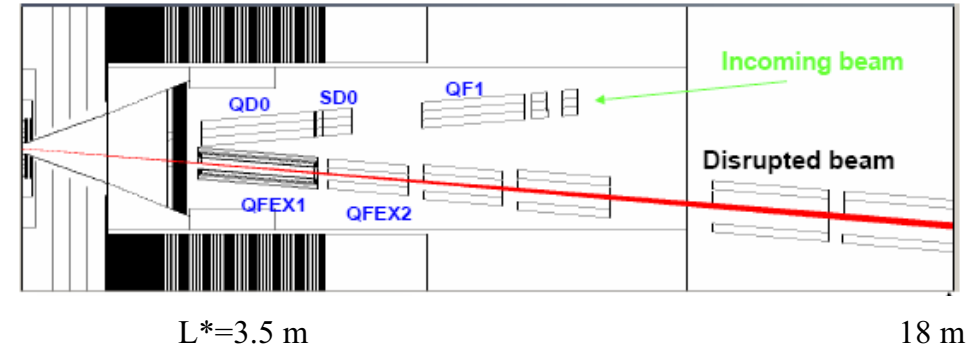 Incoming beam
QF1
SD0
QD0
Disrupted beam
QFEX1
QFEX2
L*=3.5 m
18 m